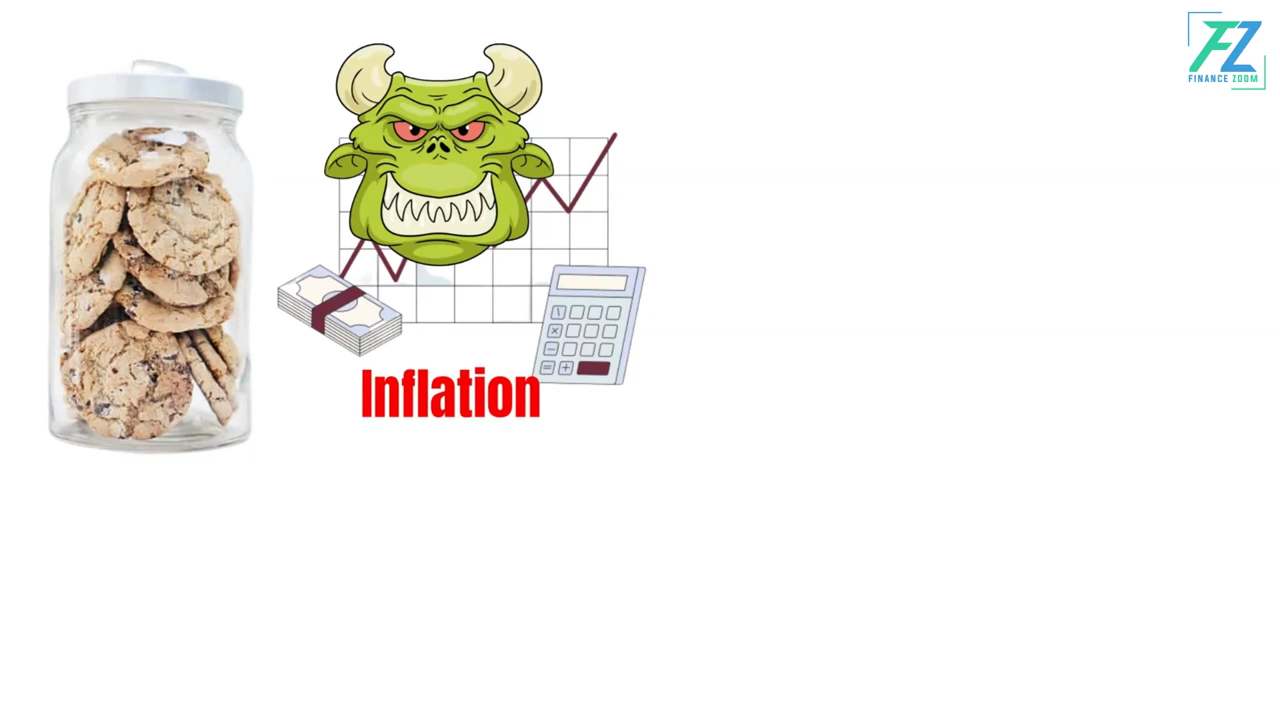 FZ
FINANCE ZOOM
\
×
−
= +
Inflation